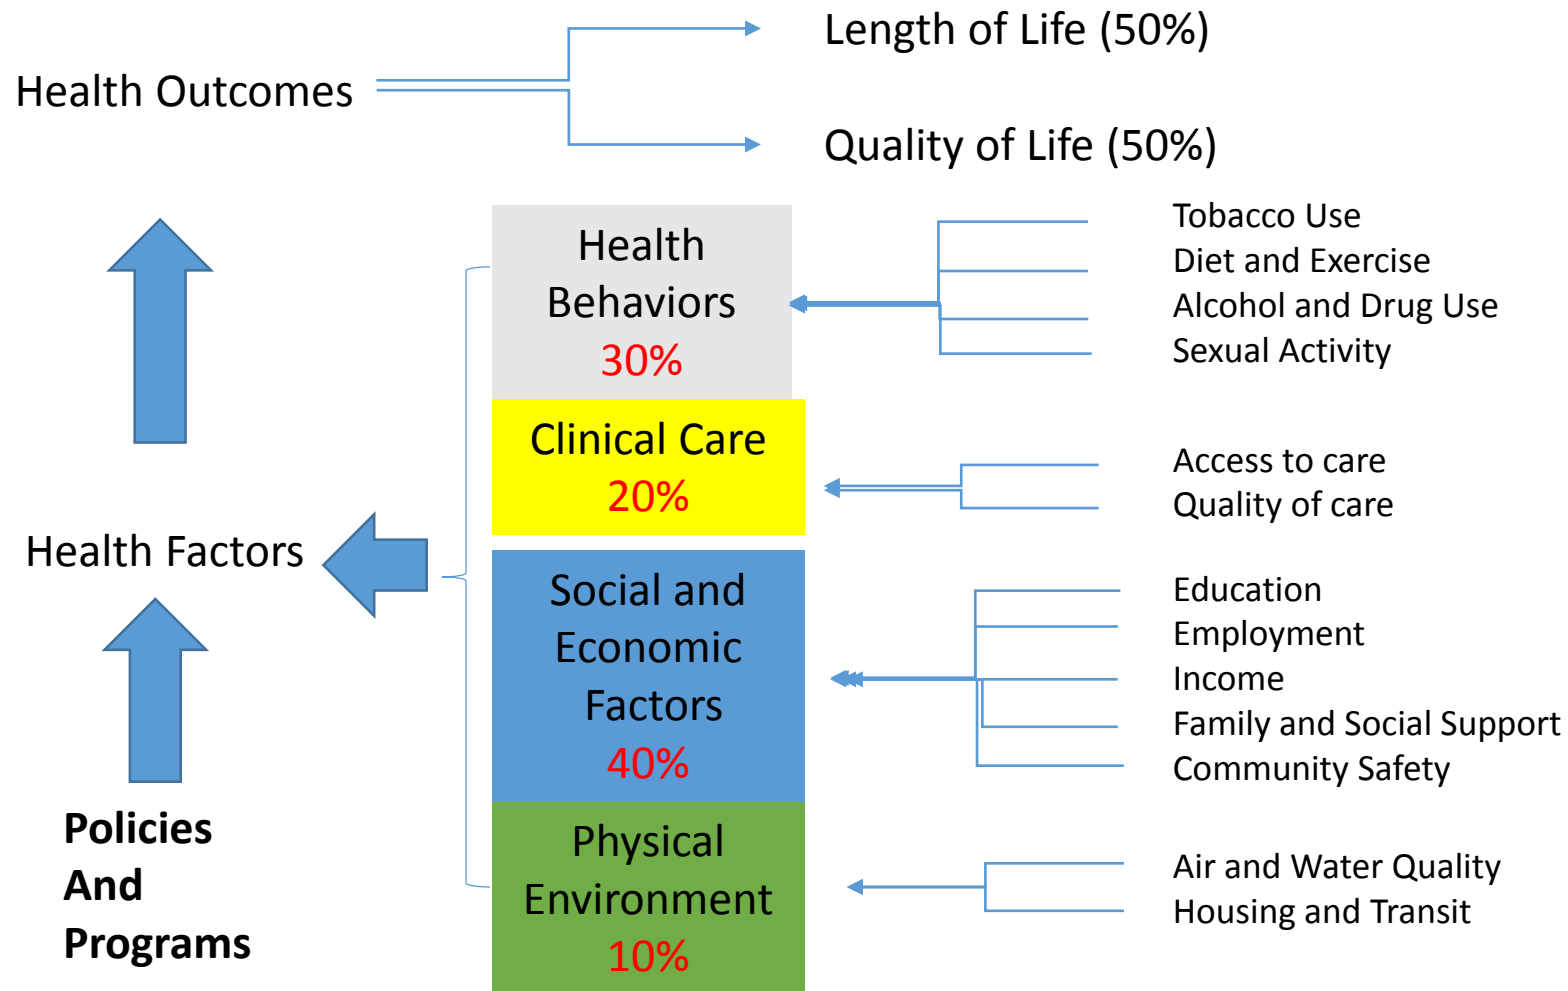 Health Outcomes
Length of Life (50%)
Quality of Life (50%)
Health
Behaviors
30%
Tobacco Use
Diet and Exercise
Alcohol and Drug Use
Sexual Activity
Clinical Care
20%
Access to care
Quality of care
Health Factors
Social and
Economic
Factors
40%
Education
Employment
Income
Family and Social Support
Community Safety
Policies
And
Programs
Physical
Environment
10%
Air and Water Quality
Housing and Transit